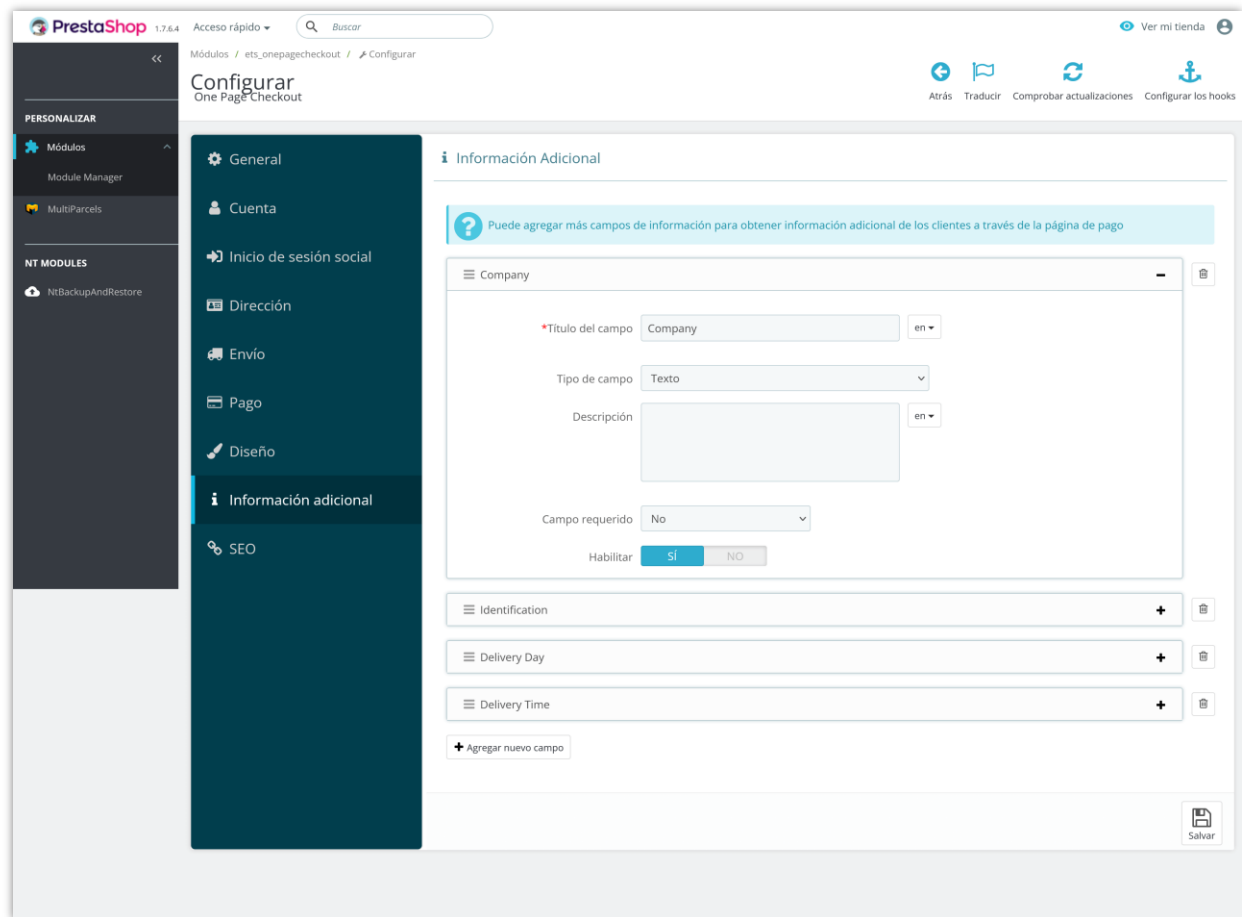 PrestaShop 1.7.6.4 Acceso rápido Buscar Ver mi tienda
Módulos / ets_onepagecheckout / Configurar
Configurar
One Page Checkout
Atrás Traducir Comprobar actualizaciones Configurar los hooks
PERSONALIZAR
Módulos
Module Manager
MultiParcels
NT MODULES
NtBackupAndRestore
General
Cuenta
Inicio de sesión social
Dirección
Envío
Pago
Diseño
Información adicional
SEO
Información Adicional
Puede agregar más campos de información para obtener información adicional de los clientes a través de la página de pago
Company
*Título del campo Company en
Tipo de campo Texto
Descripción en
Campo requerido No
Habilitar SÍ NO
Identification
Delivery Day
Delivery Time
Agregar nuevo campo
Salvar